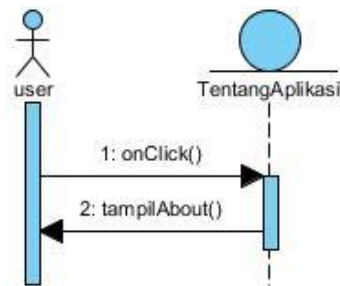 user
TentangAplikasi
1: onClick()
2: tampilAbout()